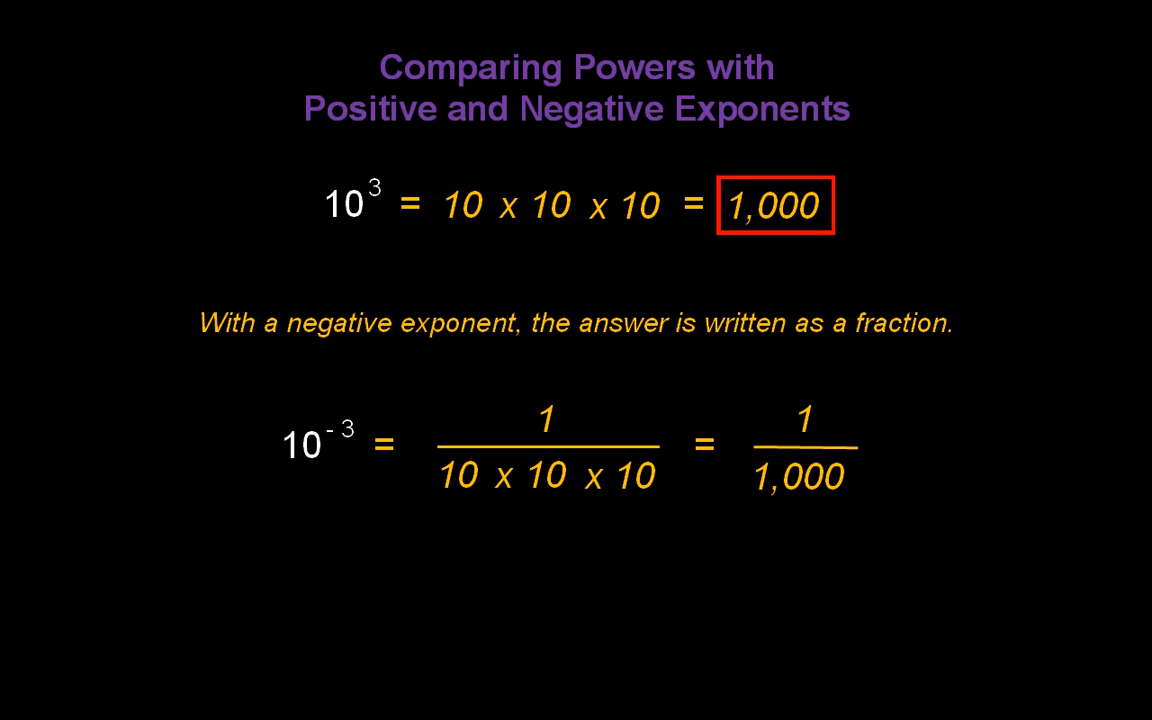 Comparing Powers with
Positive and Negative Exponents
10³ = 10 x 10 x 10 = 1,000
With a negative exponent, the answer is written as a fraction.
1 1
10⁻³ = =
10 x 10 x 10 1,000